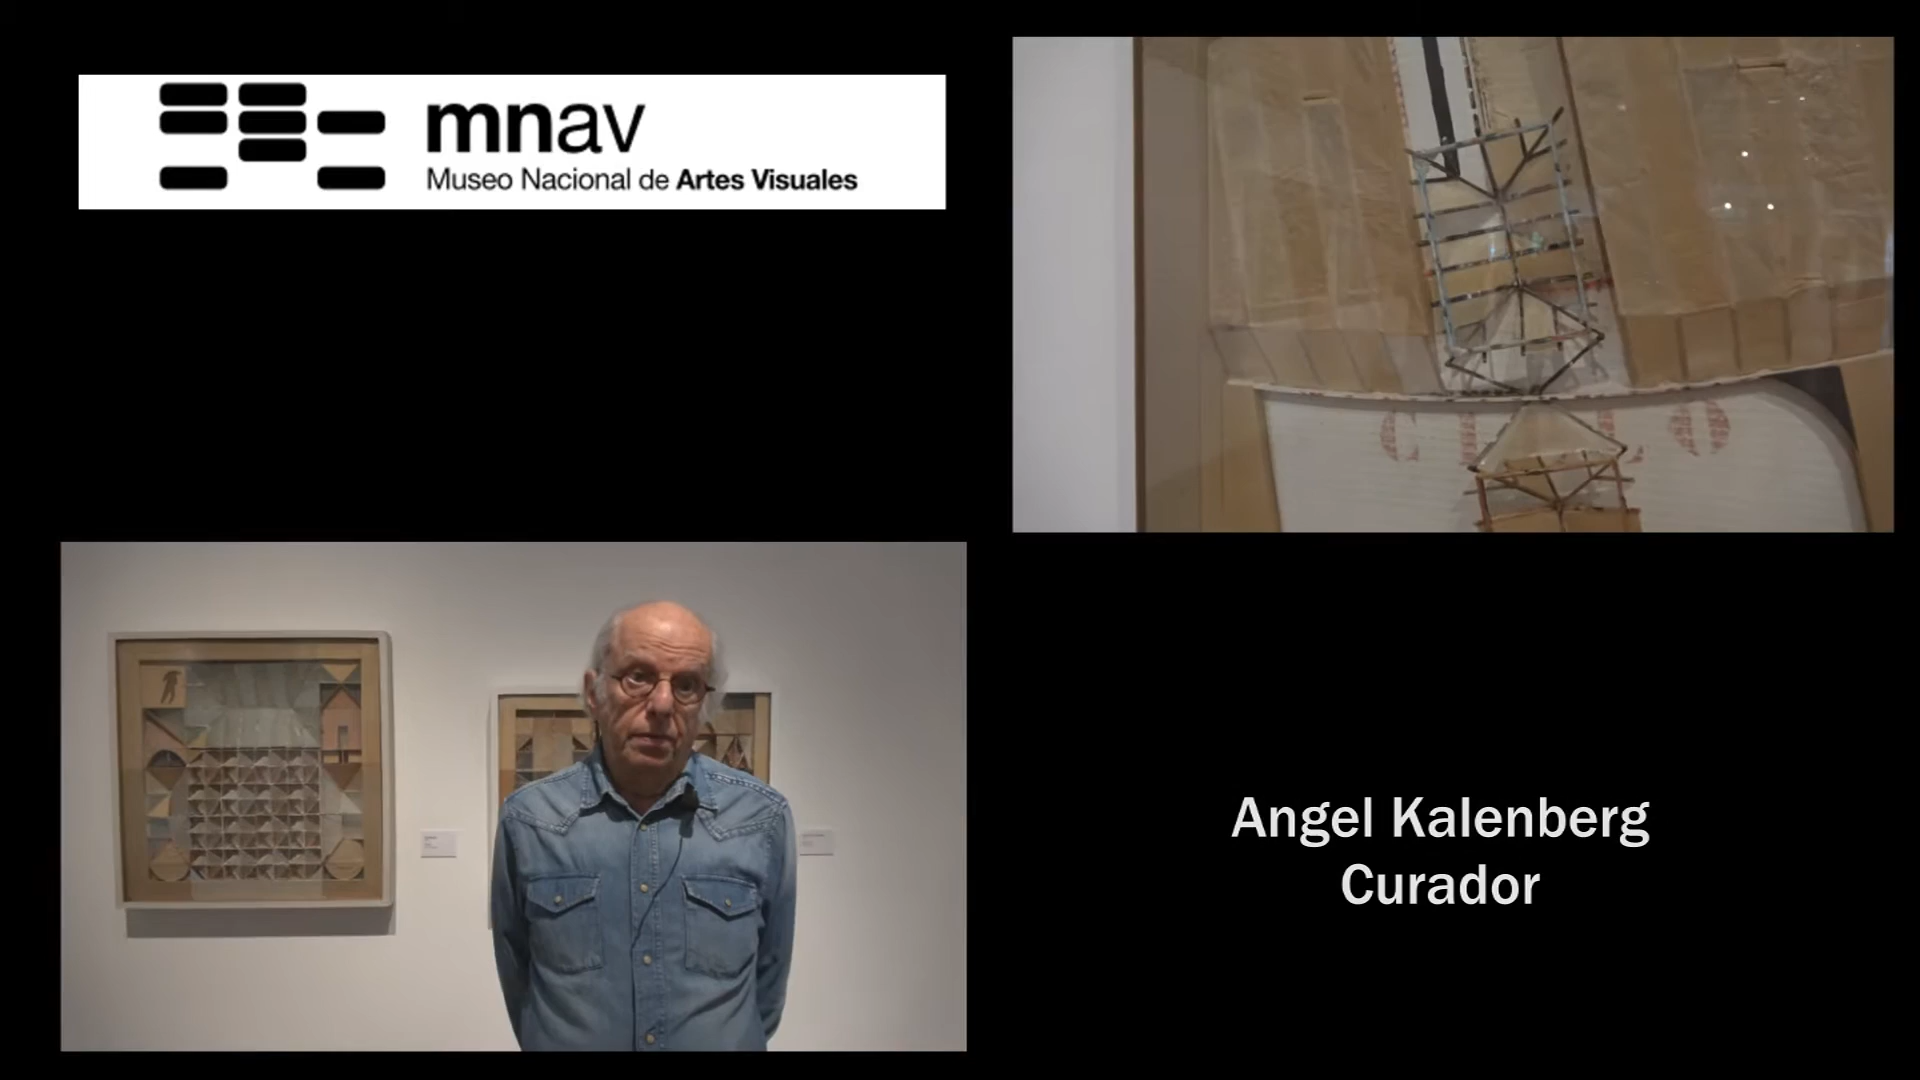 mnav
Museo Nacional de Artes Visuales
Angel Kalenberg
Curador